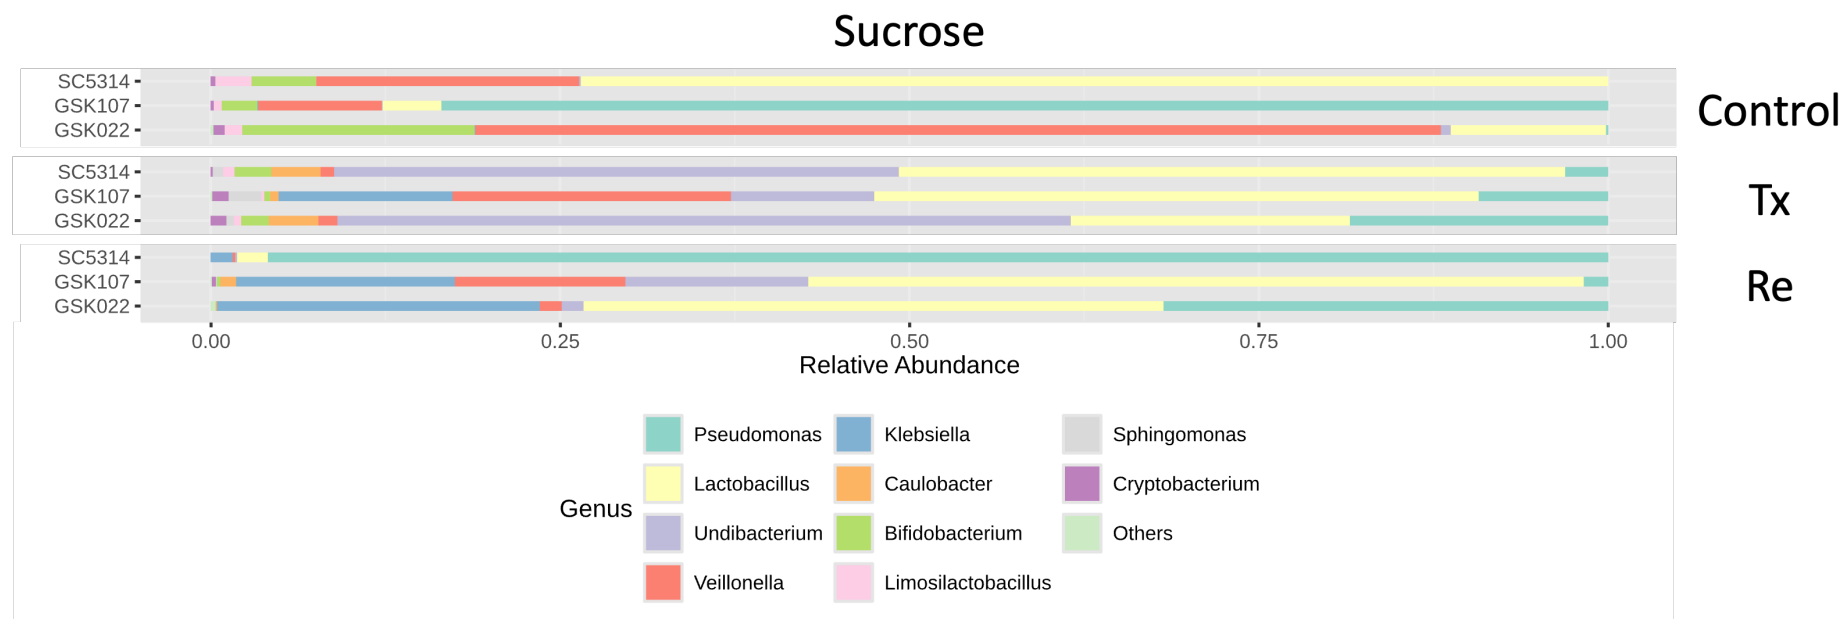 Sucrose
SC5314
GSK107
GSK022
Control
SC5314
GSK107
GSK022
Tx
SC5314
GSK107
GSK022
Re
0.00 0.25 0.50 0.75 1.00
Relative Abundance
Genus
Pseudomonas
Lactobacillus
Undibacterium
Veillonella
Klebsiella
Caulobacter
Bifidobacterium
Limosilactobacillus
Sphingomonas
Cryptobacterium
Others